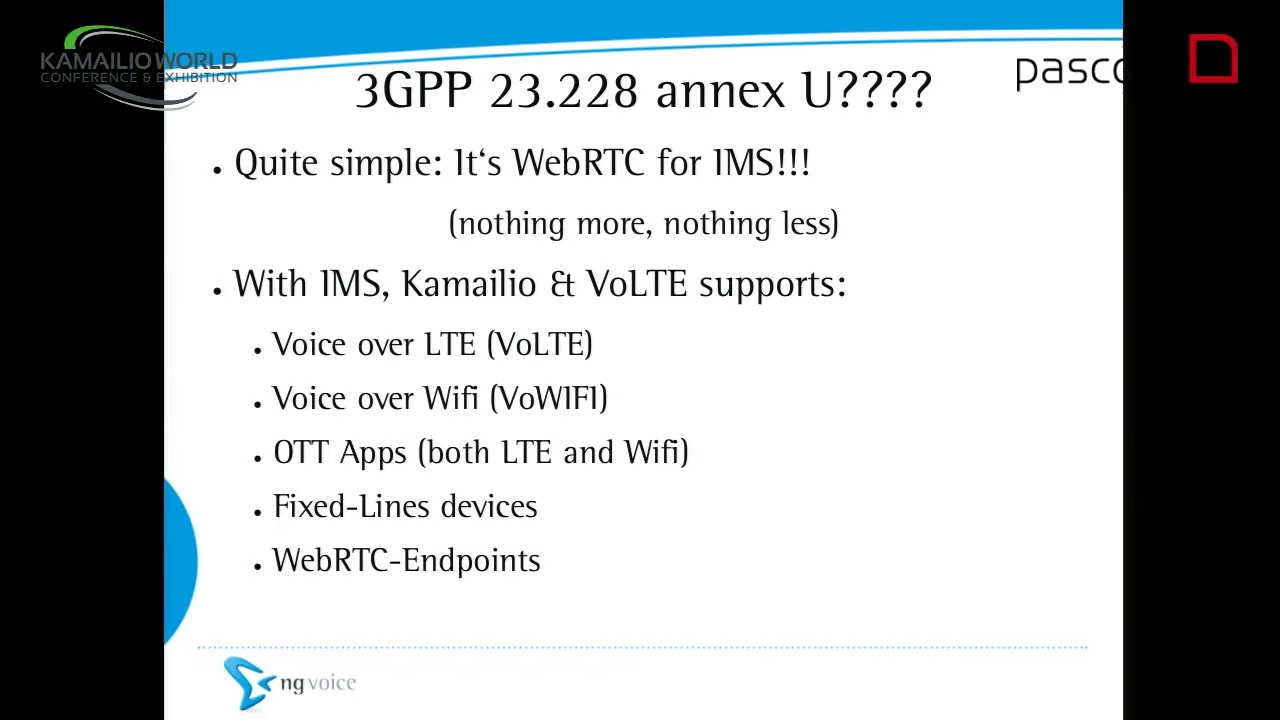 KAMAILIO WORLD
CONFERENCE & EXHIBITION
pasco
3GPP 23.228 annex U????
• Quite simple: It‘s WebRTC for IMS!!!
(nothing more, nothing less)
• With IMS, Kamailio & VoLTE supports:
• Voice over LTE (VoLTE)
• Voice over Wifi (VoWIFI)
• OTT Apps (both LTE and Wifi)
• Fixed-Lines devices
• WebRTC-Endpoints
ng voice